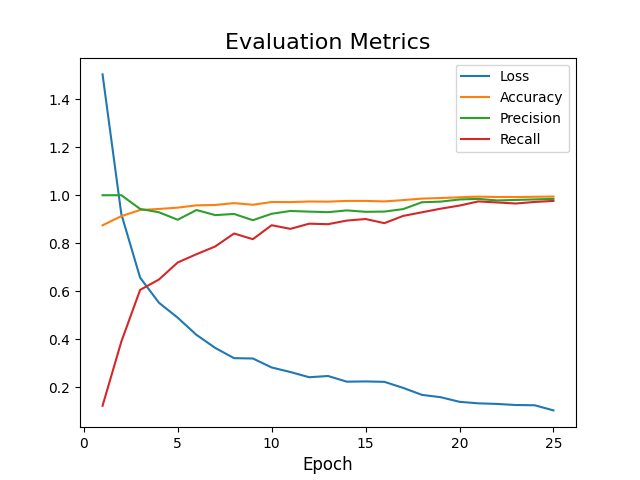 Evaluation Metrics
Loss
Accuracy
Precision
Recall
1.4
1.2
1.0
0.8
0.6
0.4
0.2
0 5 10 15 20 25
Epoch